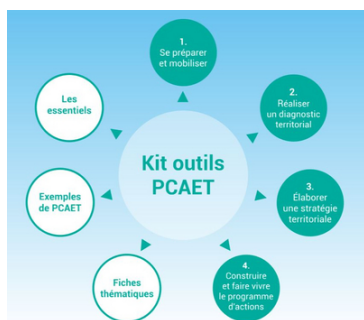 Kit outils
PCAET
1.
Se préparer
et mobiliser
2.
Réaliser
un diagnostic
territorial
3.
Élaborer
une stratégie
territoriale
4.
Construire
et faire vivre
le programme
d'actions
Fiches
thématiques
Exemples
de PCAET
Les
essentiels